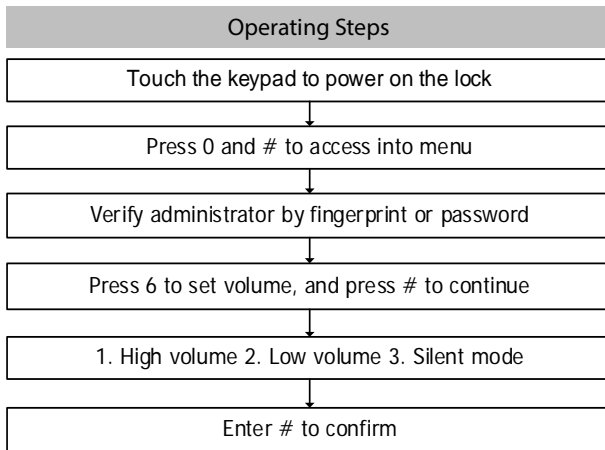 Operating Steps
Touch the keypad to power on the lock
Press 0 and # to access into menu
Verify administrator by fingerprint or password
Press 6 to set volume, and press # to continue
1. High volume 2. Low volume 3. Silent mode
Enter # to confirm